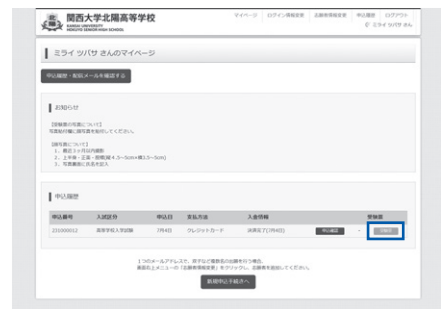 関西大学北陽高等学校
KANSAI UNIVERSITY
HOKUYO SENIOR HIGH SCHOOL
マイページ ログイン情報変更 志願者情報変更 申込履歴 ログアウト
ミライ ツバサ さん
ミライ ツバサ さんのマイページ
申込履歴・配信メールを確認する
お知らせ
【受験票の写真について】
写真貼付欄に顔写真を貼付してください。
【顔写真について】
1、最近3ヶ月以内撮影
2、上半身・正面・脱帽(縦4.5~5cm×横3.5~5cm)
3、写真裏面に氏名を記入
申込履歴
申込番号 入試区分 申込日 支払方法 入金情報 受験票
231000012 高等学校入学試験 7月4日 クレジットカード 決済完了[7月4日] 申込確認 - 受験票
1つのメールアドレスで、双子など複数名の出願を行う場合、
画面右上メニューの「志願者情報変更」をクリックし、志願者を追加してください。
新規申込手続きへ